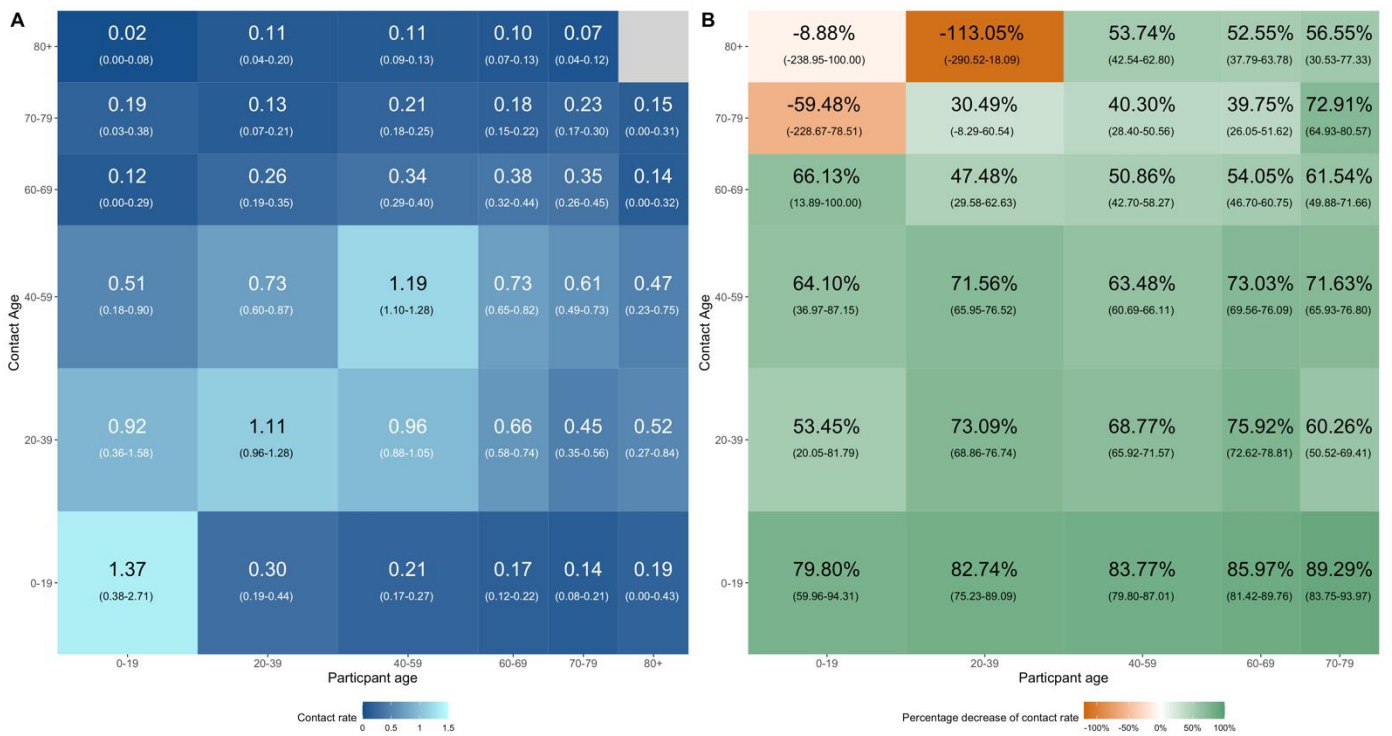 A
Contact Age
80+
0.02 0.11 0.11 0.10 0.07
(0.00-0.08) (0.04-0.20) (0.09-0.13) (0.07-0.13) (0.04-0.12)
70-79
0.19 0.13 0.21 0.18 0.23 0.15
(0.03-0.38) (0.07-0.21) (0.18-0.25) (0.15-0.22) (0.17-0.30) (0.00-0.31)
60-69
0.12 0.26 0.34 0.38 0.35 0.14
(0.00-0.29) (0.19-0.35) (0.29-0.40) (0.32-0.44) (0.26-0.45) (0.00-0.32)
40-59
0.51 0.73 1.19 0.73 0.61 0.47
(0.18-0.90) (0.60-0.87) (1.10-1.28) (0.65-0.82) (0.49-0.73) (0.23-0.75)
20-39
0.92 1.11 0.96 0.66 0.45 0.52
(0.36-1.58) (0.96-1.28) (0.88-1.05) (0.58-0.74) (0.35-0.56) (0.27-0.84)
0-19
1.37 0.30 0.21 0.17 0.14 0.19
(0.38-2.71) (0.19-0.44) (0.17-0.27) (0.12-0.22) (0.08-0.21) (0.00-0.43)
0-19 20-39 40-59 60-69 70-79 80+
Particpant age
Contact rate
0 0.5 1 1.5
B
Contact Age
80+
-8.88% -113.05% 53.74% 52.55% 56.55%
(-238.95-100.00) (-290.52-18.09) (42.54-62.80) (37.79-63.78) (30.53-77.33)
70-79
-59.48% 30.49% 40.30% 39.75% 72.91%
(-228.67-78.51) (-8.29-60.54) (28.40-50.56) (26.05-51.62) (64.93-80.57)
60-69
66.13% 47.48% 50.86% 54.05% 61.54%
(13.89-100.00) (29.58-62.63) (42.70-58.27) (46.70-60.75) (49.88-71.66)
40-59
64.10% 71.56% 63.48% 73.03% 71.63%
(36.97-87.15) (65.95-76.52) (60.69-66.11) (69.56-76.09) (65.93-76.80)
20-39
53.45% 73.09% 68.77% 75.92% 60.26%
(20.05-81.79) (68.86-76.74) (65.92-71.57) (72.62-78.81) (50.52-69.41)
0-19
79.80% 82.74% 83.77% 85.97% 89.29%
(59.96-94.31) (75.23-89.09) (79.80-87.01) (81.42-89.76) (83.75-93.97)
0-19 20-39 40-59 60-69 70-79
Particpant age
Percentage decrease of contact rate
-100% -50% 0% 50% 100%